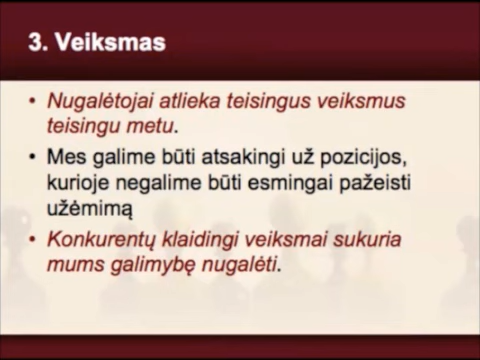 3. Veiksmas
• Nugalėtojai atlieka teisingus veiksmus
teisingu metu.
• Mes galime būti atsakingi už pozicijos,
kurioje negalime būti esmingai pažeisti
užėmimą
• Konkurentų klaidingi veiksmai sukuria
mums galimybę nugalėti.